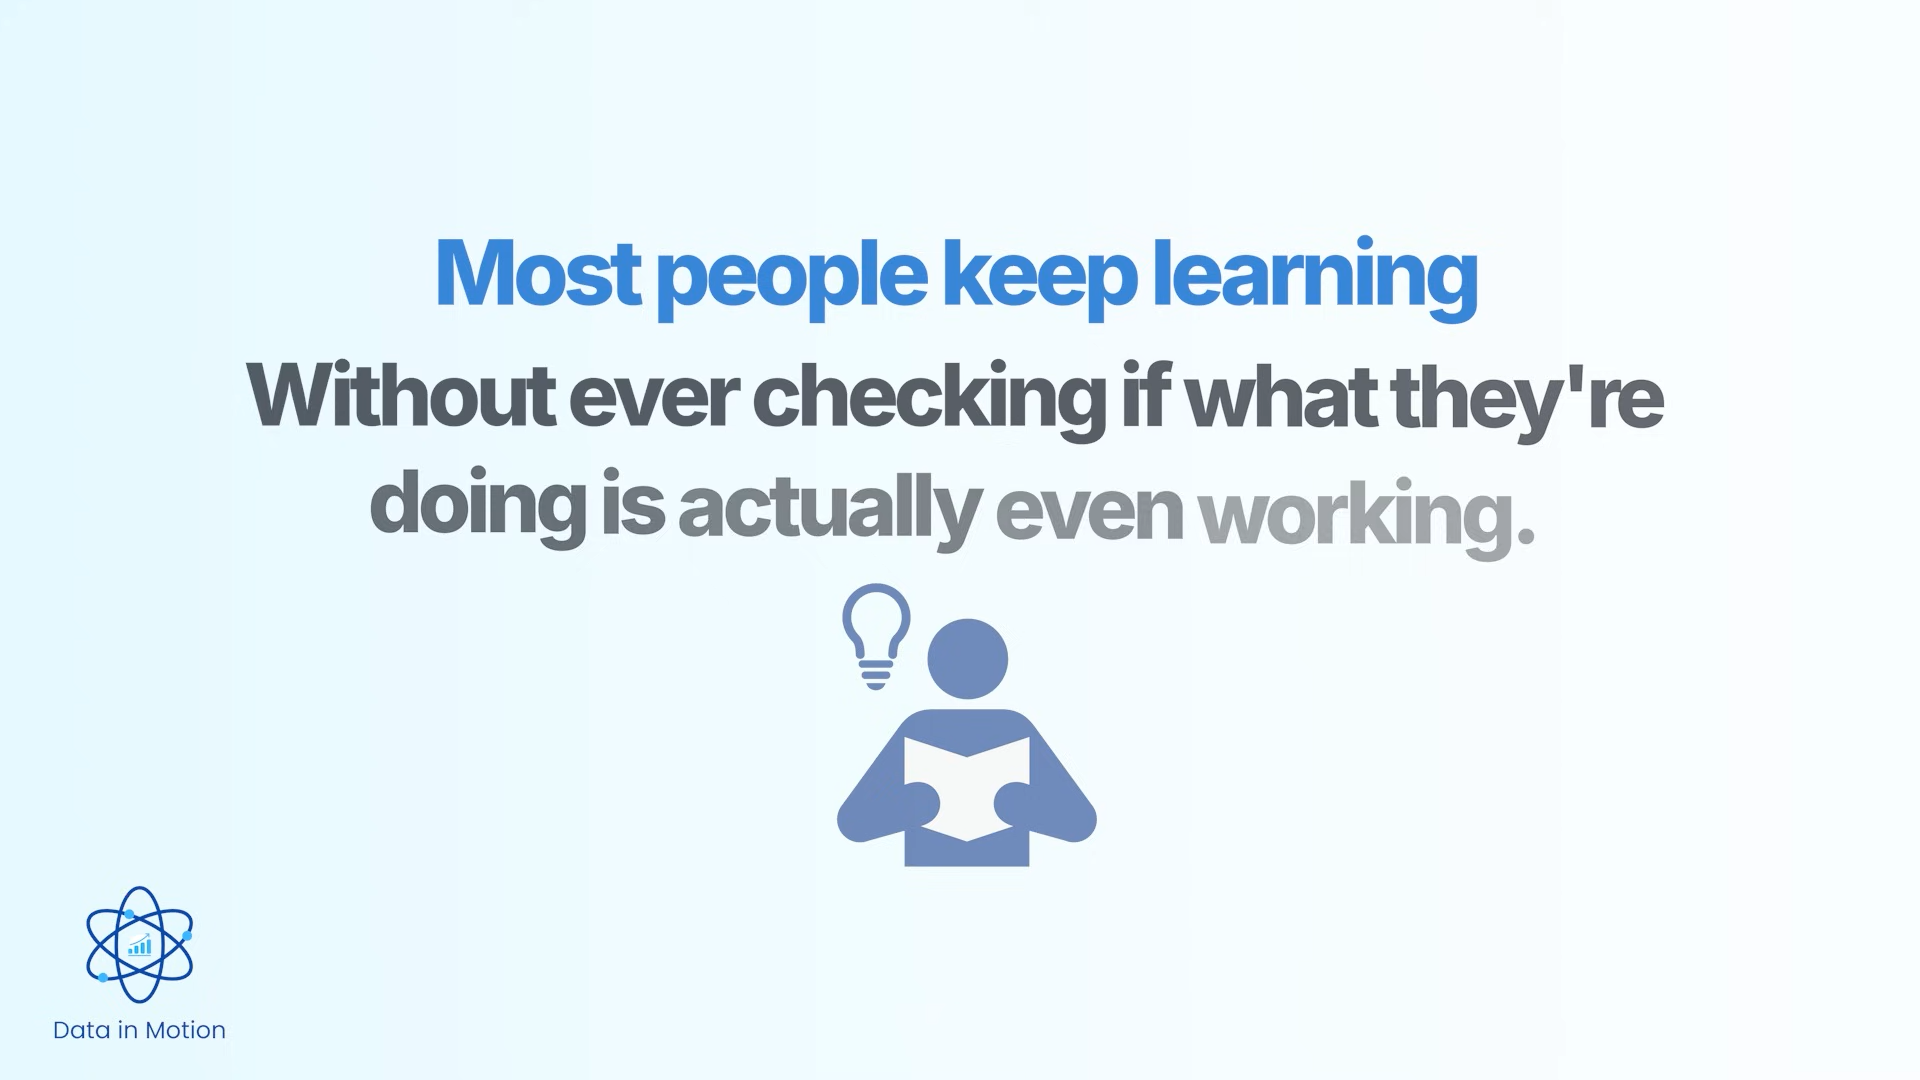 Most people keep learning
Without ever checking if what they're
doing is actually even working.
Data in Motion